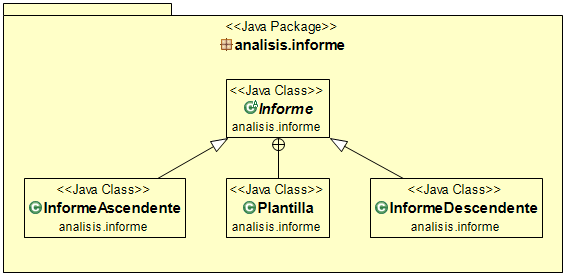 <<Java Package>>
analisis.informe
<<Java Class>>
Informe
analisis.informe
<<Java Class>>
InformeAscendente
analisis.informe
<<Java Class>>
Plantilla
analisis.informe
<<Java Class>>
InformeDescendente
analisis.informe